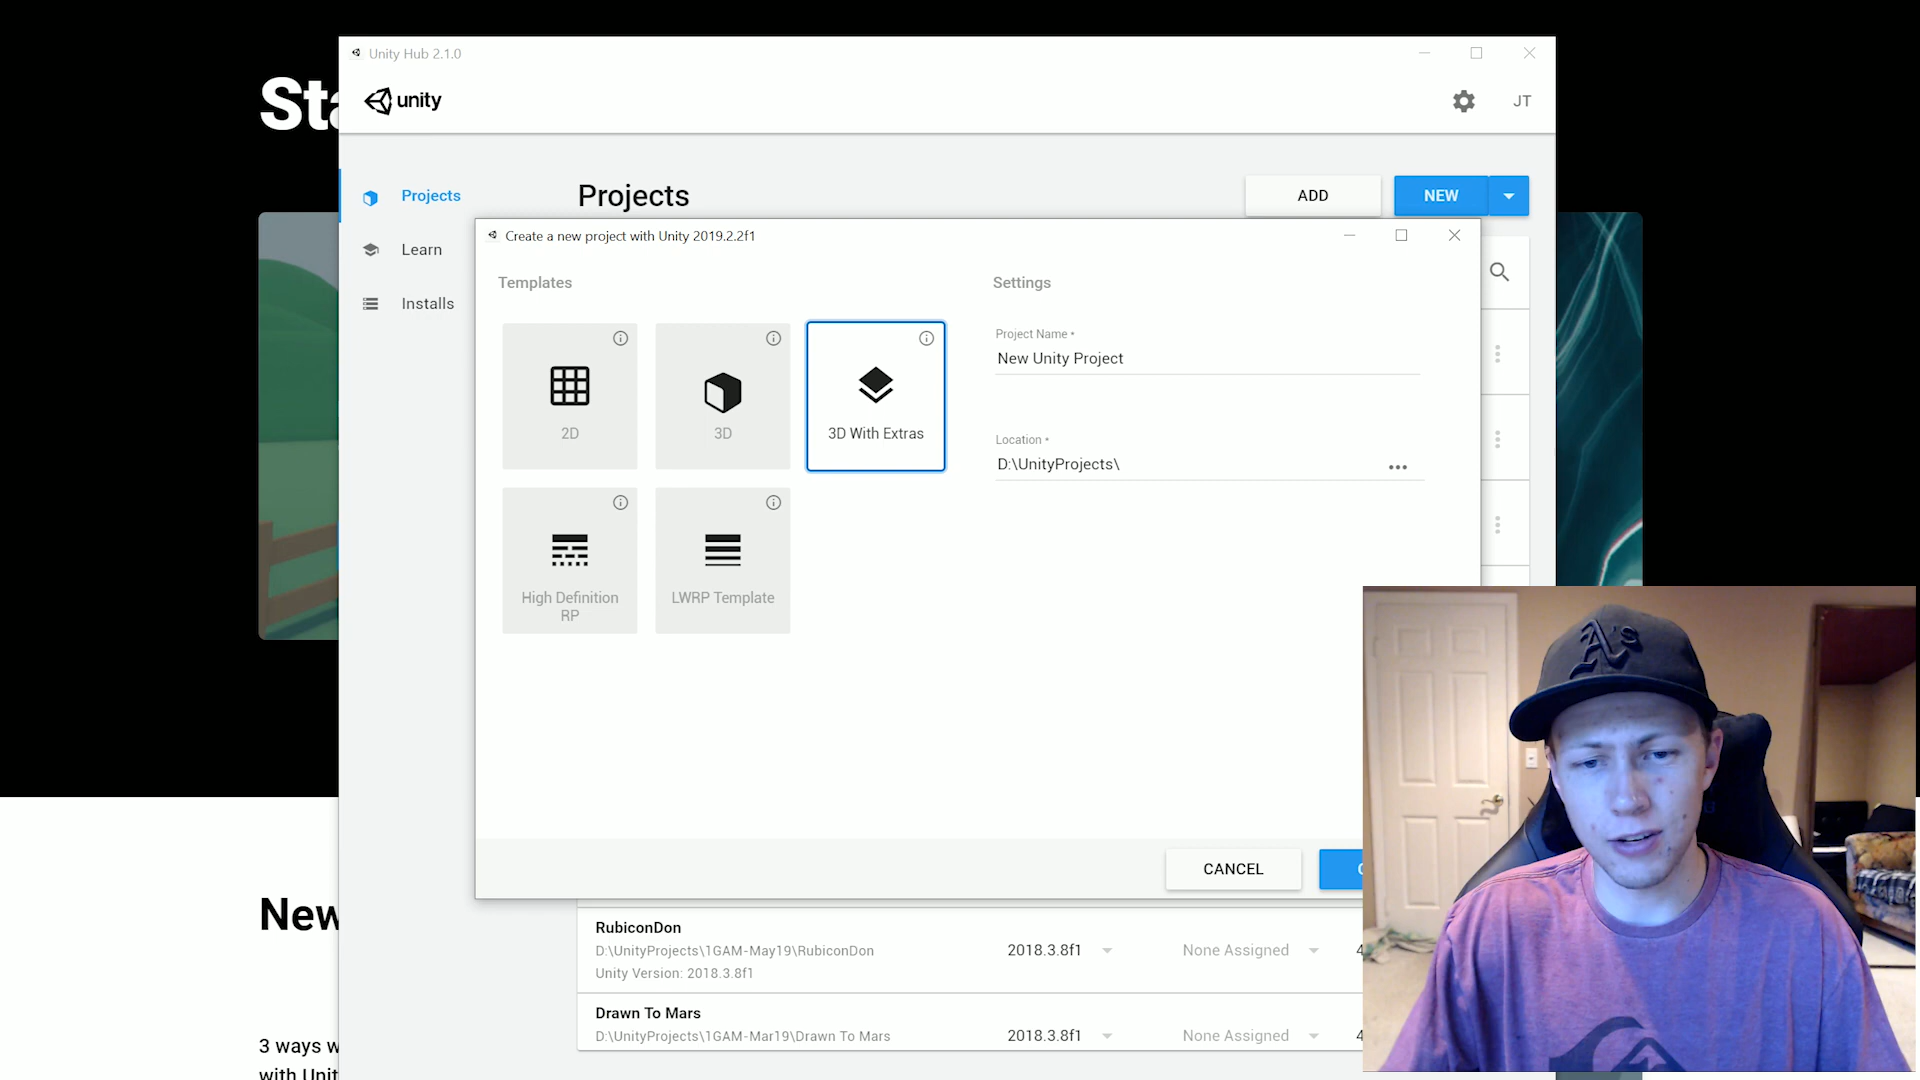 Unity Hub 2.1.0
Sta
unity
JT
Projects
Projects
ADD
NEW
Learn
Installs
Create a new project with Unity 2019.2.2f1
Templates
Settings
2D
3D
3D With Extras
High Definition
RP
LWRP Template
Project Name *
New Unity Project
Location *
D:\UnityProjects\
CANCEL
RubiconDon
D:\UnityProjects\1GAM-May19\RubiconDon
Unity Version: 2018.3.8f1
2018.3.8f1
None Assigned
4
Drawn To Mars
D:\UnityProjects\1GAM-Mar19\Drawn To Mars
2018.3.8f1
None Assigned
4
New
3 ways w
with Unit
A's